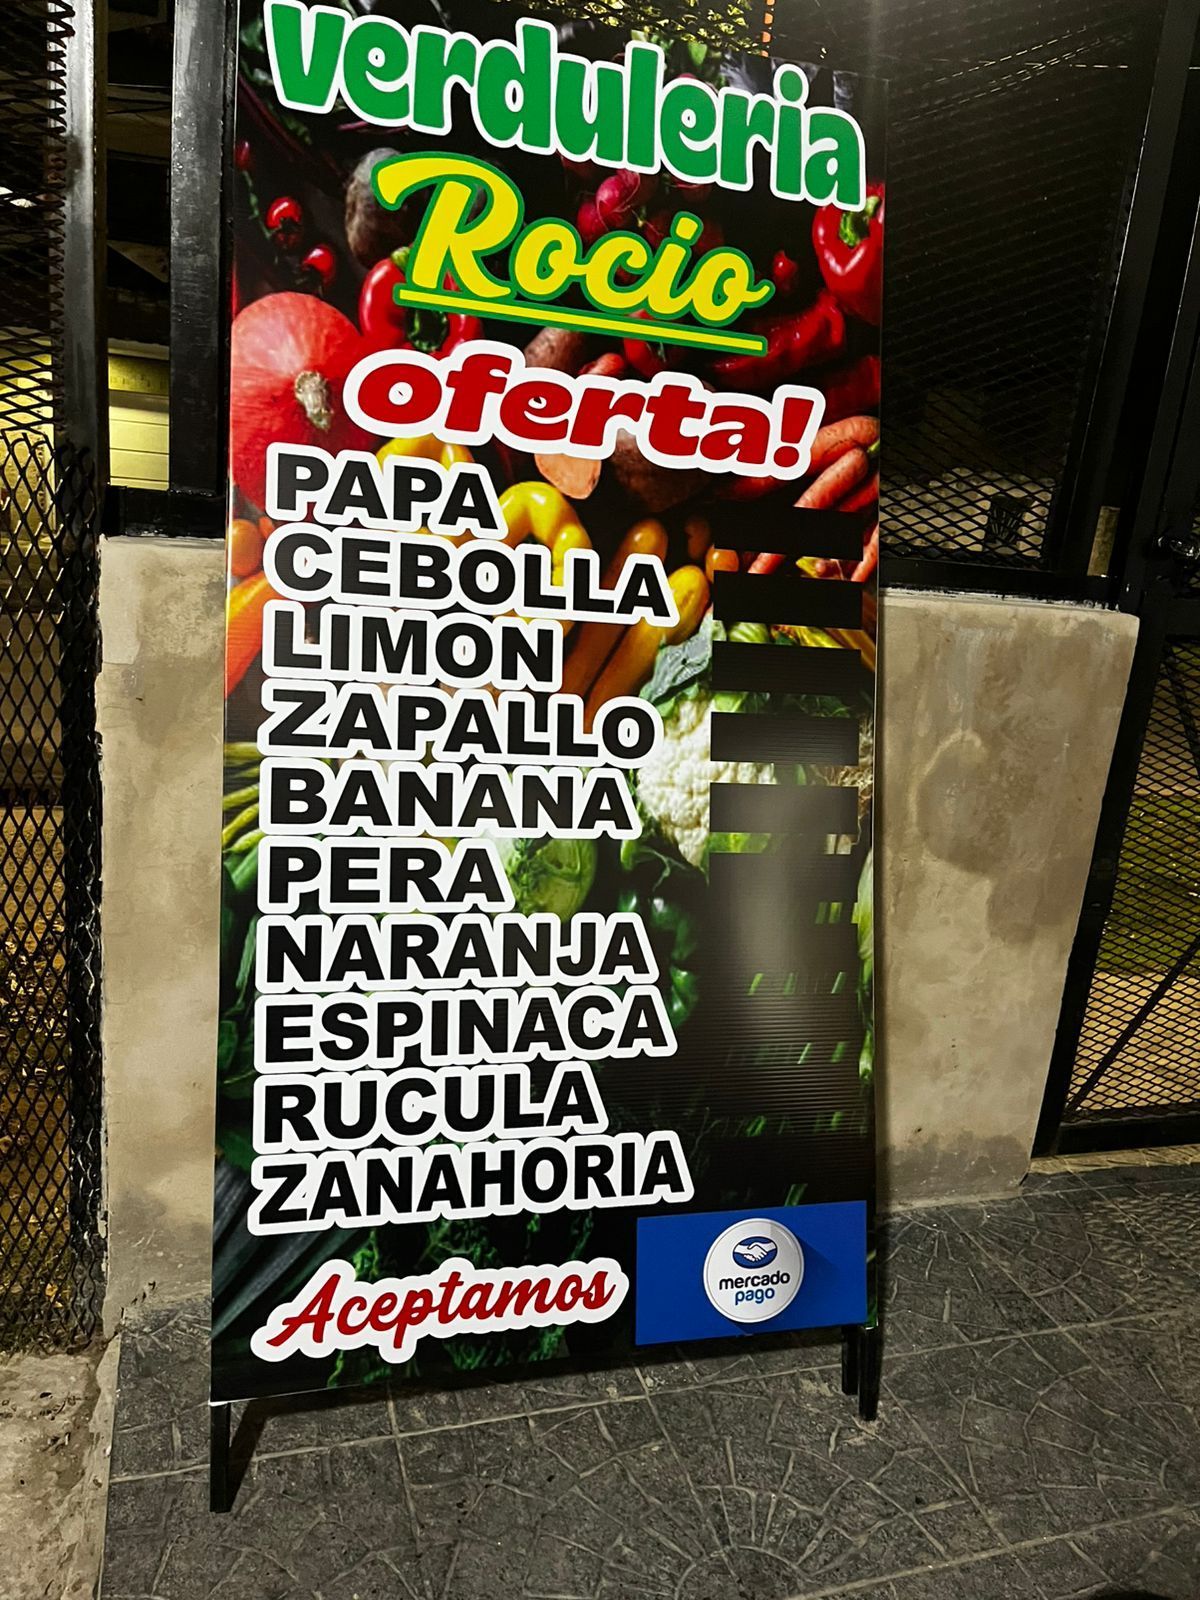 verduleria
Rocio
oferta!
PAPA
CEBOLLA
LIMON
ZAPALLO
BANANA
PERA
NARANJA
ESPINACA
RUCULA
ZANAHORIA
Aceptamos
mercado
pago